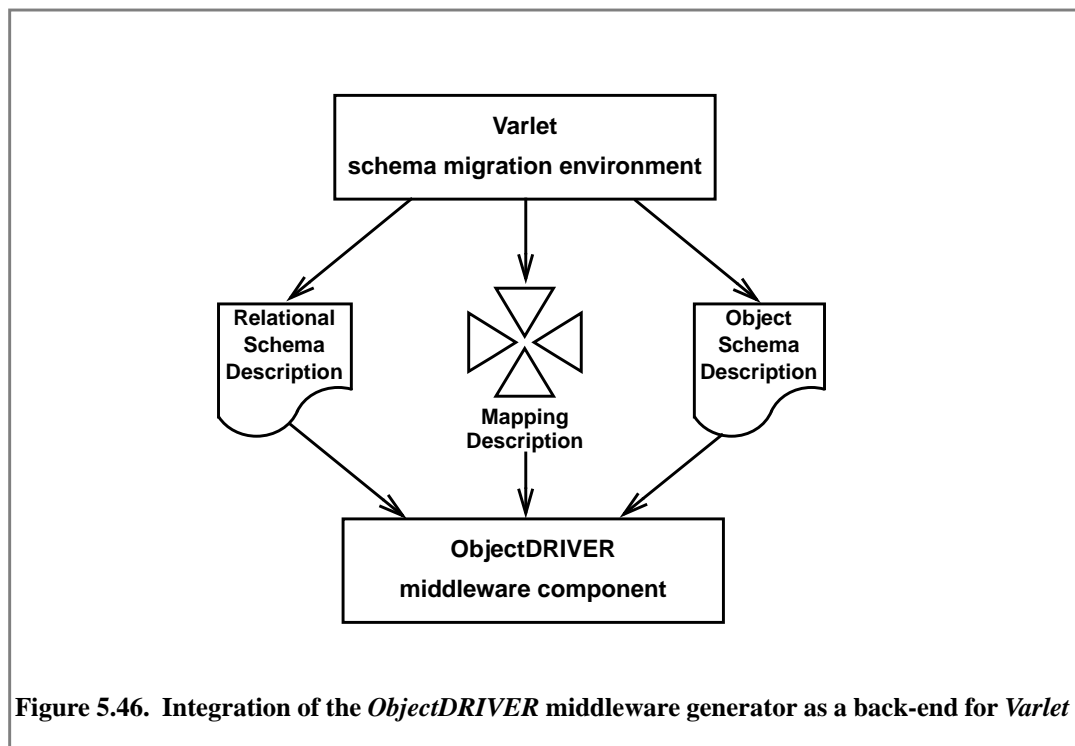 Varlet
schema migration environment
Relational
Schema
Description
Mapping
Description
Object
Schema
Description
ObjectDRIVER
middleware component
Figure 5.46. Integration of the ObjectDRIVER middleware generator as a back-end for Varlet